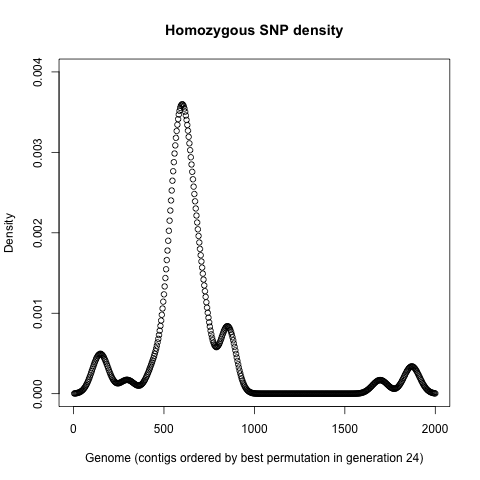 Homozygous SNP density
0.004
0.003
0.002
0.001
0.000
Density
0 500 1000 1500 2000
Genome (contigs ordered by best permutation in generation 24)